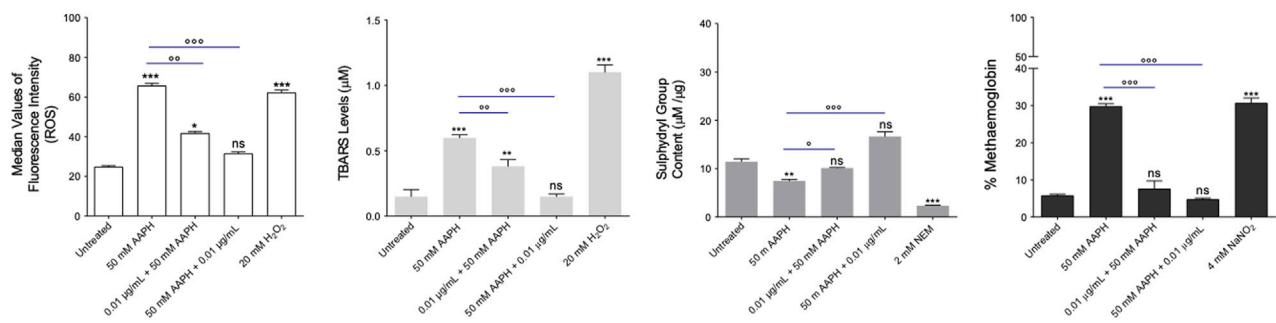 Median Values of
Fluorescence Intensity
(ROS)
100
80
60
40
20
0
°°°
°°
***
*
ns
***
Untreated
50 mM AAPH
0.01 µg/mL + 50 mM AAPH
50 mM AAPH + 0.01 µg/mL
20 mM H₂O₂
TBARS Levels (µM)
1.5
1.0
0.5
0.0
°°°
°°
***
**
ns
***
Untreated
50 mM AAPH
0.01 µg/mL + 50 mM AAPH
50 mM AAPH + 0.01 µg/mL
20 mM H₂O₂
Sulphydryl Group
Content (µM /µg)
40
30
20
10
0
°°°
°
**
ns
ns
***
Untreated
50 m AAPH
0.01 µg/mL + 50 mM AAPH
50 m AAPH + 0.01 µg/mL
2 mM NEM
% Methaemoglobin
100
50
40
30
20
10
0
°°°
°°°
***
ns
ns
***
Untreated
50 mM AAPH
0.01 µg/mL + 50 mM AAPH
50 mM AAPH + 0.01 µg/mL
4 mM NaNO₂